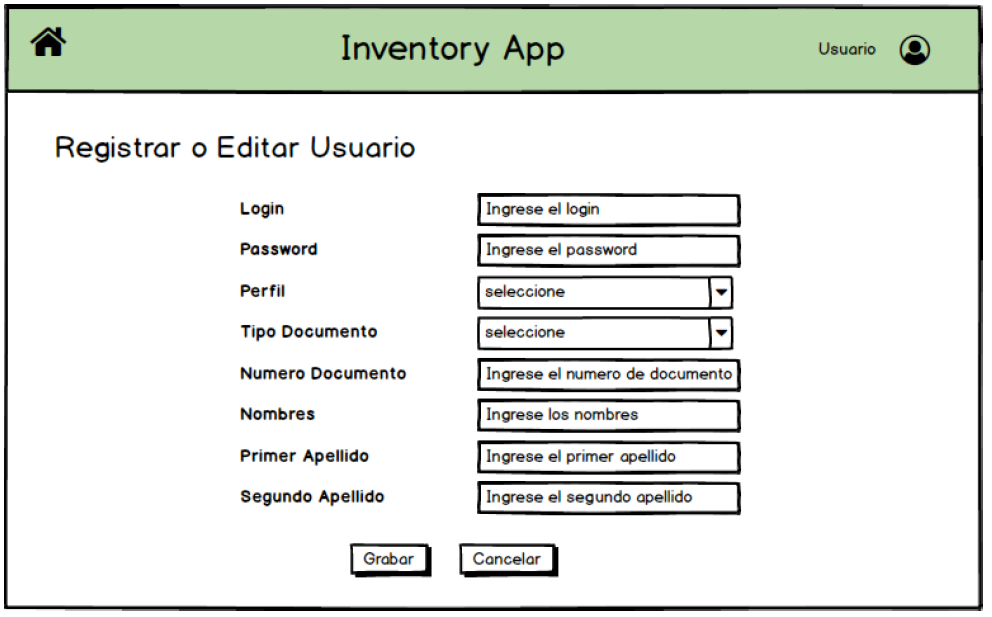 Inventory App
Usuario
Registrar o Editar Usuario
Login Ingrese el login
Password Ingrese el password
Perfil seleccione
Tipo Documento seleccione
Numero Documento Ingrese el numero de documento
Nombres Ingrese los nombres
Primer Apellido Ingrese el primer apellido
Segundo Apellido Ingrese el segundo apellido
Grabar Cancelar